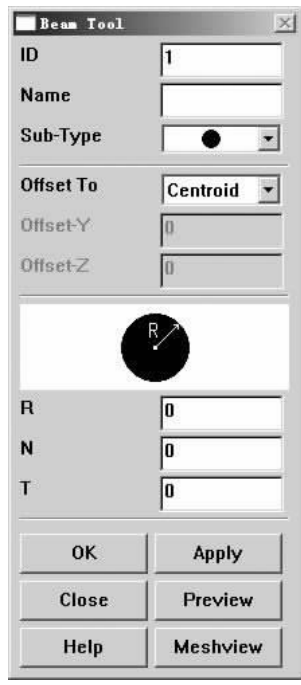 Beam Tool
ID 1
Name
Sub-Type
Offset To Centroid
Offset-Y 0
Offset-Z 0
R
R 0
N 0
T 0
OK Apply
Close Preview
Help Meshview